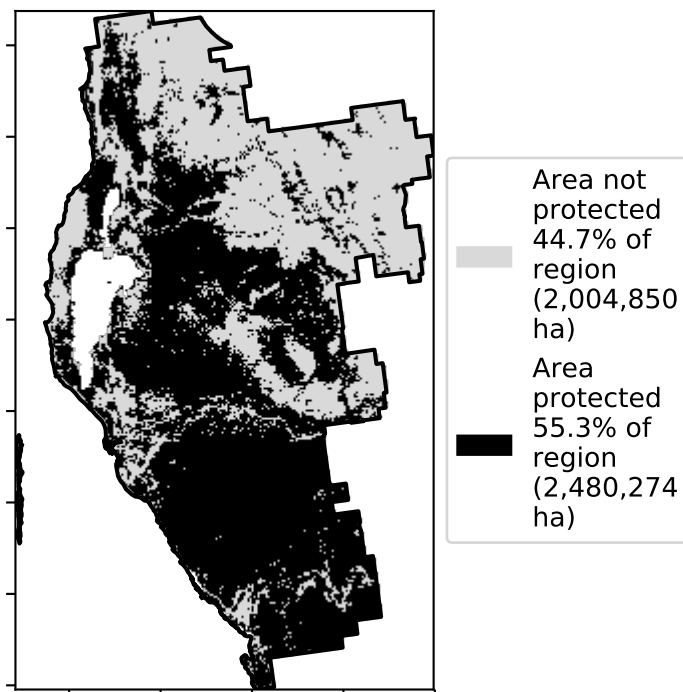 Area not
protected
44.7% of
region
(2,004,850
ha)
Area
protected
55.3% of
region
(2,480,274
ha)